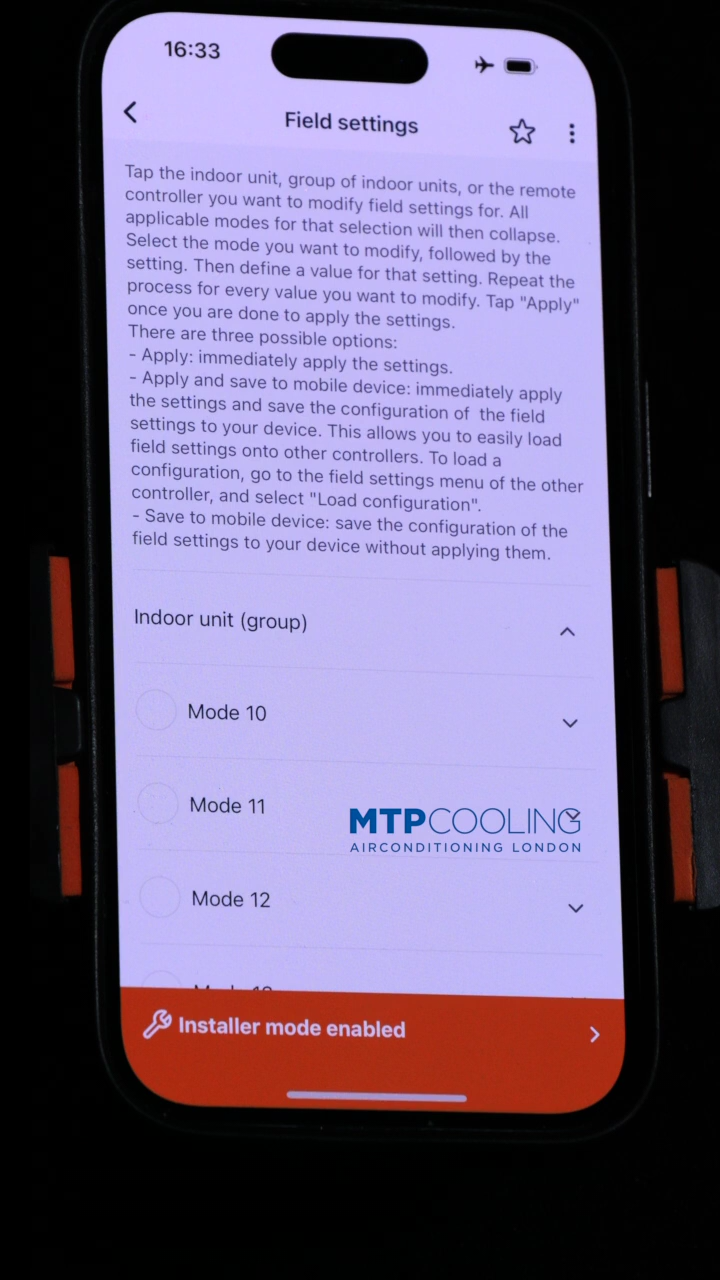 16:33
Field settings
Tap the indoor unit, group of indoor units, or the remote
controller you want to modify field settings for. All
applicable modes for that selection will then collapse.
Select the mode you want to modify, followed by the
setting. Then define a value for that setting. Repeat the
process for every value you want to modify. Tap "Apply"
once you are done to apply the settings.
There are three possible options:
- Apply: immediately apply the settings.
- Apply and save to mobile device: immediately apply
the settings and save the configuration of the field
settings to your device. This allows you to easily load
field settings onto other controllers. To load a
configuration, go to the field settings menu of the other
controller, and select "Load configuration".
- Save to mobile device: save the configuration of the
field settings to your device without applying them.
Indoor unit (group)
Mode 10
Mode 11
MTPCOOLING
AIRCONDITIONING LONDON
Mode 12
Installer mode enabled